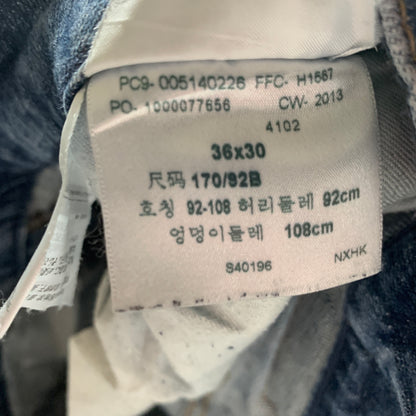 PC9- 005140226 FFC- H1567
PO- 1000077656 CW- 2013
4102
36x30
尺码 170/92B
호칭 92-108 허리둘레 92cm
엉덩이둘레 108cm
S40196 NXHK